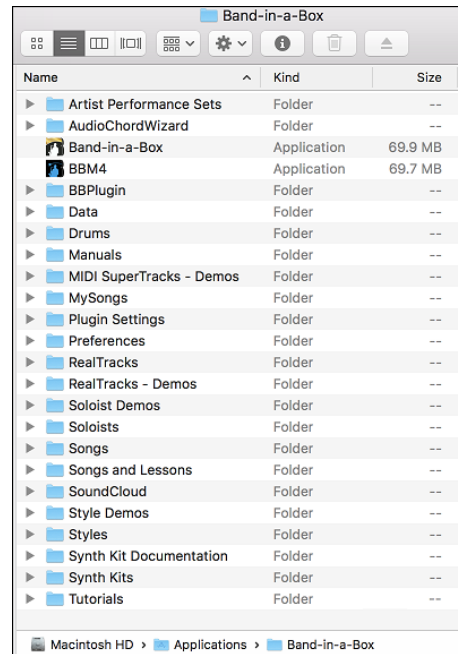 Band-in-a-Box
Name Kind Size
Artist Performance Sets Folder --
AudioChordWizard Folder --
Band-in-a-Box Application 69.9 MB
BBM4 Application 69.7 MB
BBPlugin Folder --
Data Folder --
Drums Folder --
Manuals Folder --
MIDI SuperTracks - Demos Folder --
MySongs Folder --
Plugin Settings Folder --
Preferences Folder --
RealTracks Folder --
RealTracks - Demos Folder --
Soloist Demos Folder --
Soloists Folder --
Songs Folder --
Songs and Lessons Folder --
SoundCloud Folder --
Style Demos Folder --
Styles Folder --
Synth Kit Documentation Folder --
Synth Kits Folder --
Tutorials Folder --
Macintosh HD › Applications › Band-in-a-Box